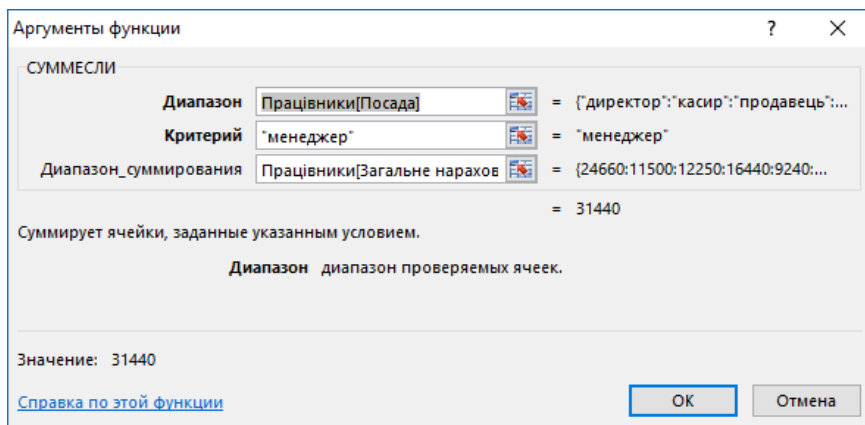 Аргументы функции ? ×
СУММЕСЛИ
Диапазон Працівники[Посада] = {"директор":"касир":"продавець":...
Критерий "менеджер" = "менеджер"
Диапазон_суммирования Працівники[Загальне нарахов = {24660:11500:12250:16440:9240:...
= 31440
Суммирует ячейки, заданные указанным условием.
Диапазон диапазон проверяемых ячеек.
Значение: 31440
Справка по этой функции ОК Отмена